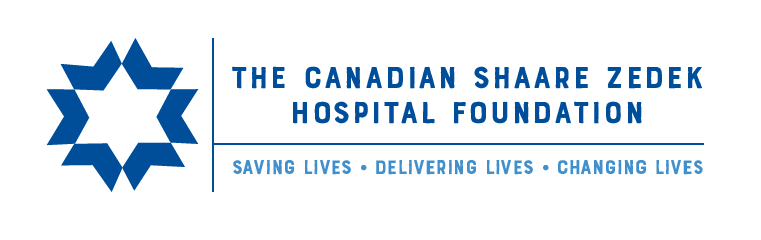 THE CANADIAN SHAARE ZEDEK
HOSPITAL FOUNDATION
SAVING LIVES • DELIVERING LIVES • CHANGING LIVES